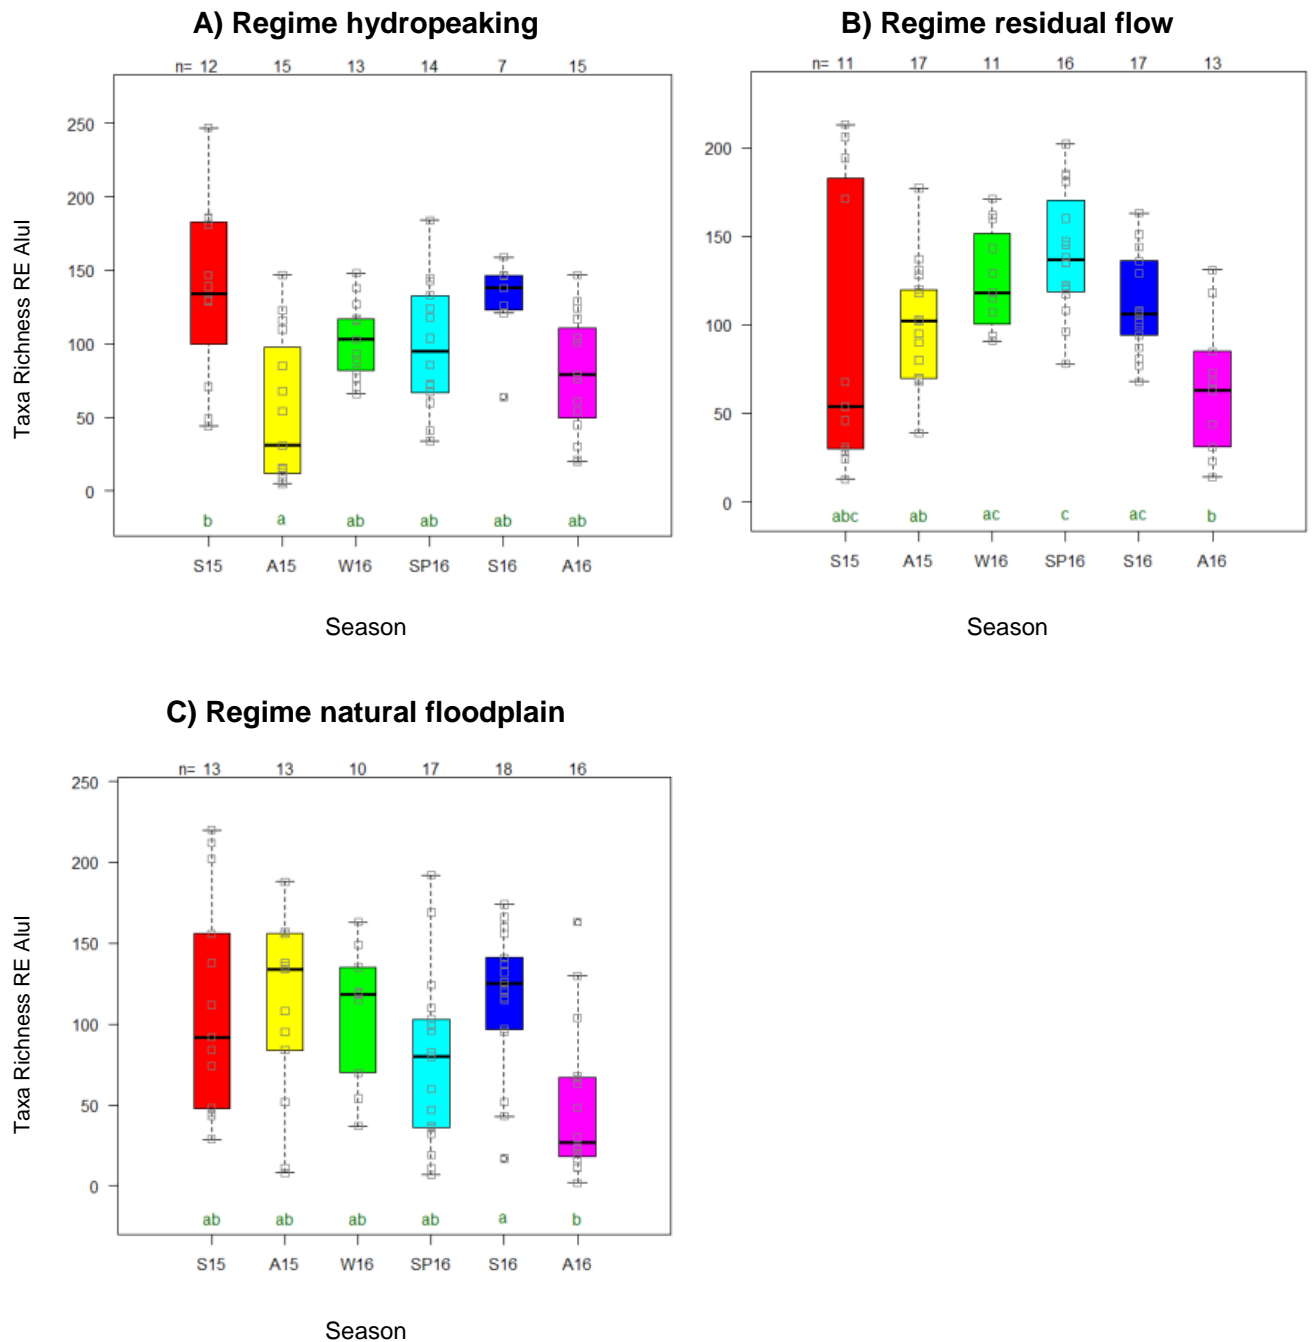 A) Regime hydropeaking
n= 12 15 13 14 7 15
250
200
150
100
50
0
Taxa Richness RE Alul
b a ab ab ab ab
S15 A15 W16 SP16 S16 A16
Season
B) Regime residual flow
n= 11 17 11 16 17 13
200
150
100
50
0
abc ab ac c ac b
S15 A15 W16 SP16 S16 A16
Season
C) Regime natural floodplain
n= 13 13 10 17 18 16
250
200
150
100
50
0
Taxa Richness RE Alul
ab ab ab ab a b
S15 A15 W16 SP16 S16 A16
Season